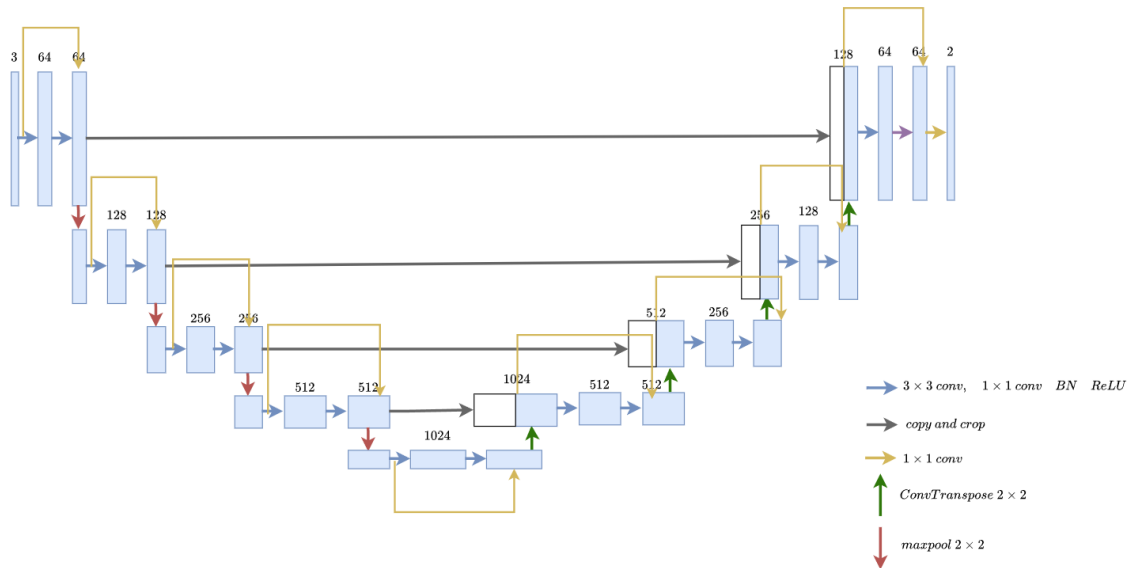 3 64 64 128 64 64 2
128 128 256 128
256 256 512 256
512 512 1024 512 512
1024
3 × 3 conv, 1 × 1 conv BN ReLU
copy and crop
1 × 1 conv
ConvTranspose 2 × 2
maxpool 2 × 2